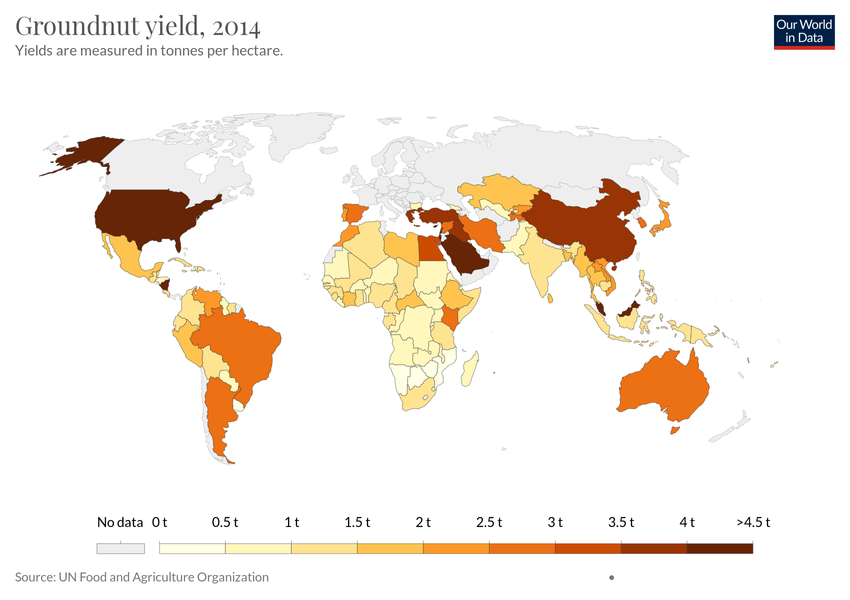 Groundnut yield, 2014
Yields are measured in tonnes per hectare.
Our World
in Data
No data 0 t 0.5 t 1 t 1.5 t 2 t 2.5 t 3 t 3.5 t 4 t >4.5 t
Source: UN Food and Agriculture Organization